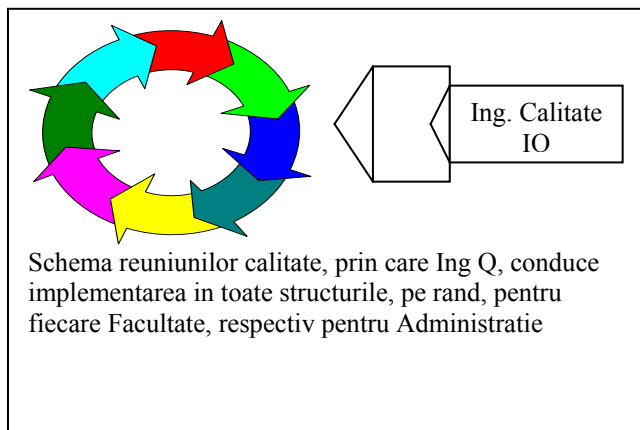 Ing. Calitate
IO
Schema reuniunilor calitate, prin care Ing Q, conduce
implementarea in toate structurile, pe rand, pentru
fiecare Facultate, respectiv pentru Administratie